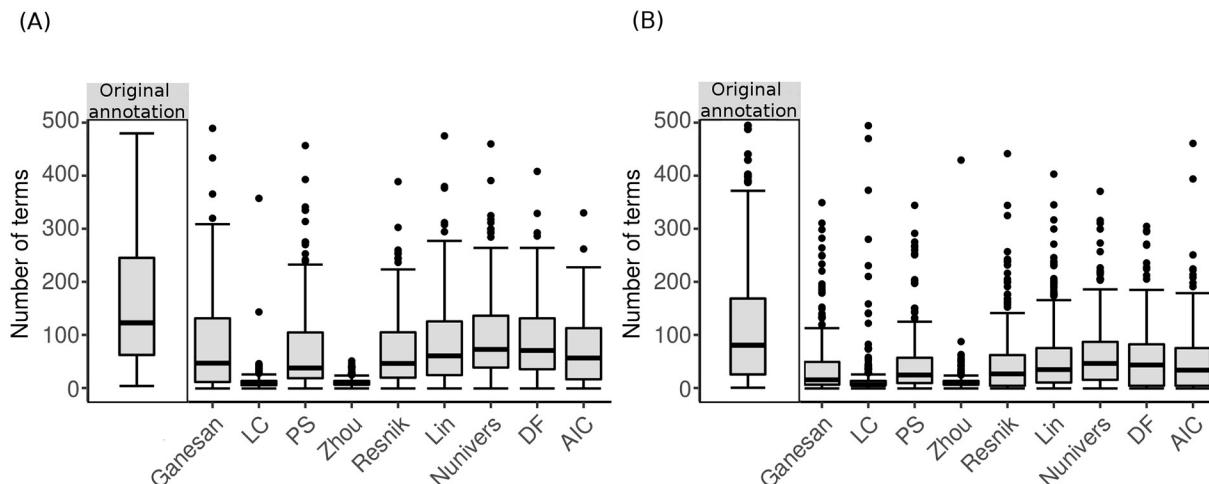 (A)
Original
annotation
Number of terms
500
400
300
200
100
0
Ganesan
LC
PS
Zhou
Resnik
Lin
Nunivers
DF
AIC
(B)
Original
annotation
Number of terms
500
400
300
200
100
0
Ganesan
LC
PS
Zhou
Resnik
Lin
Nunivers
DF
AIC